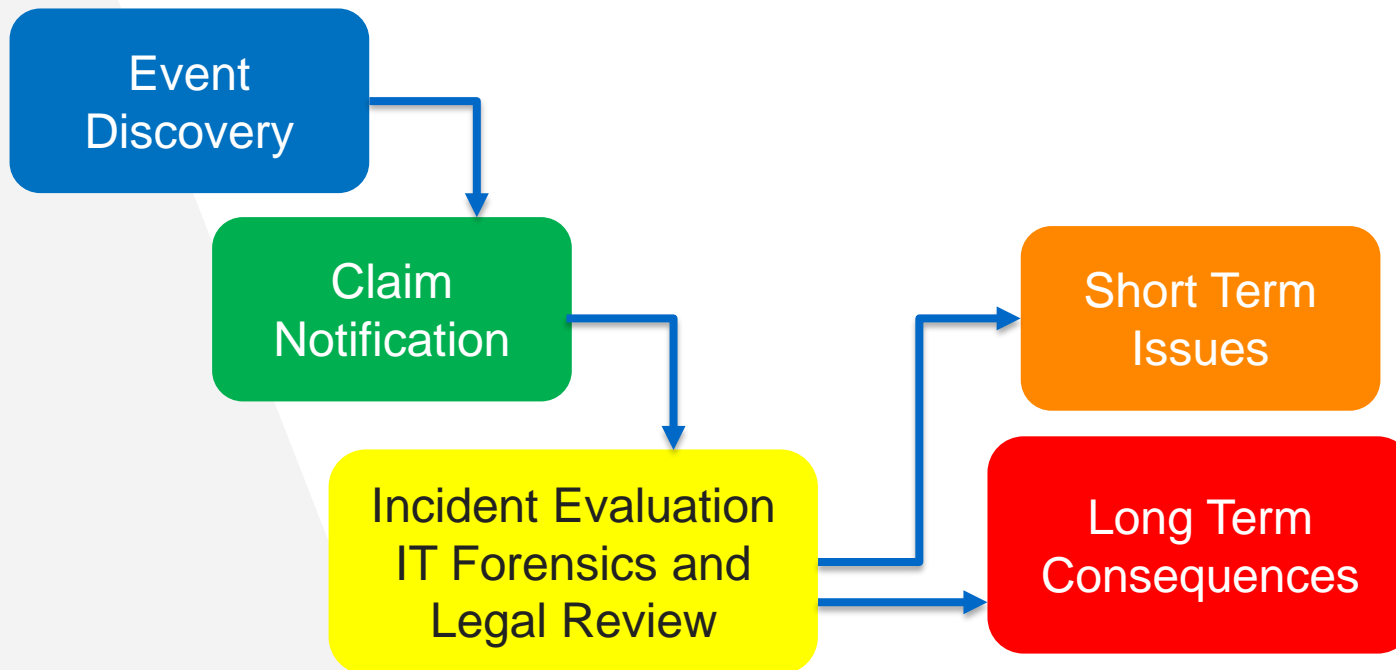 Event
Discovery
Claim
Notification
Short Term
Issues
Incident Evaluation
IT Forensics and
Legal Review
Long Term
Consequences